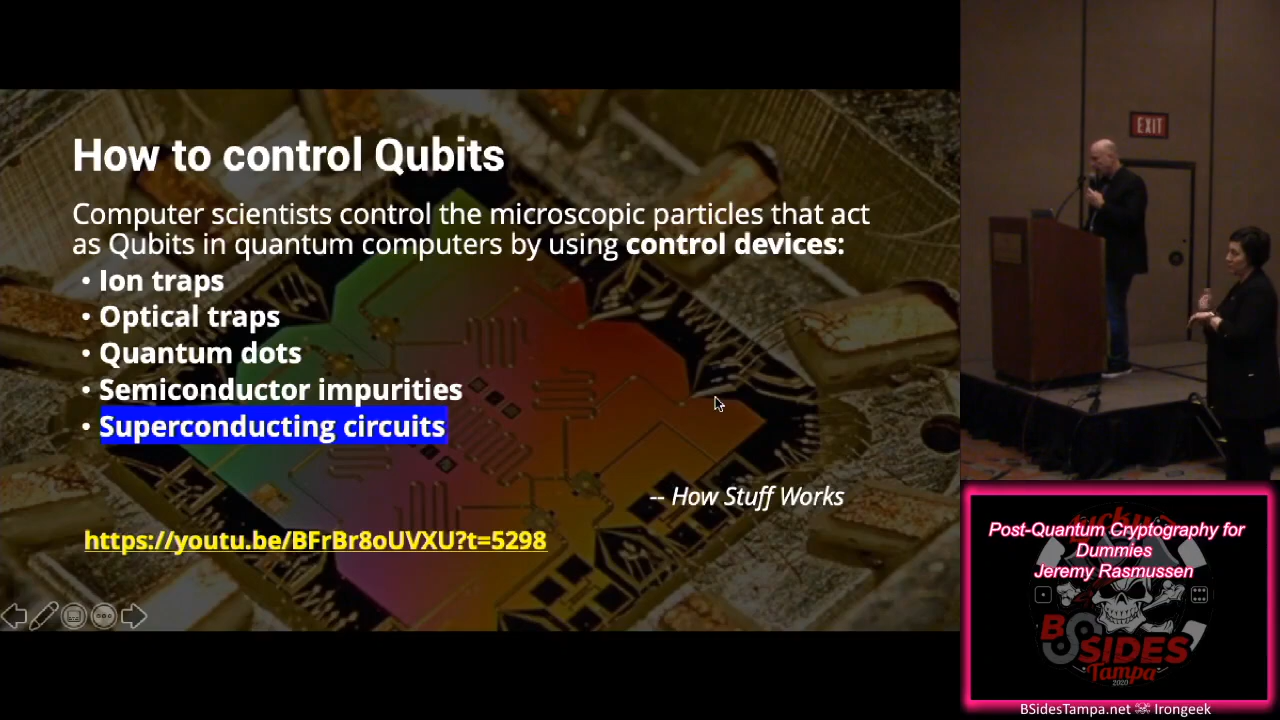 How to control Qubits
Computer scientists control the microscopic particles that act
as Qubits in quantum computers by using control devices:
• Ion traps
• Optical traps
• Quantum dots
• Semiconductor impurities
• Superconducting circuits
-- How Stuff Works
https://youtu.be/BFrBr8oUVXU?t=5298
EXIT
Post-Quantum Cryptography for
Dummies
Jeremy Rasmussen
B SIDES
Tampa
2020
BSidesTampa.net Irongeek